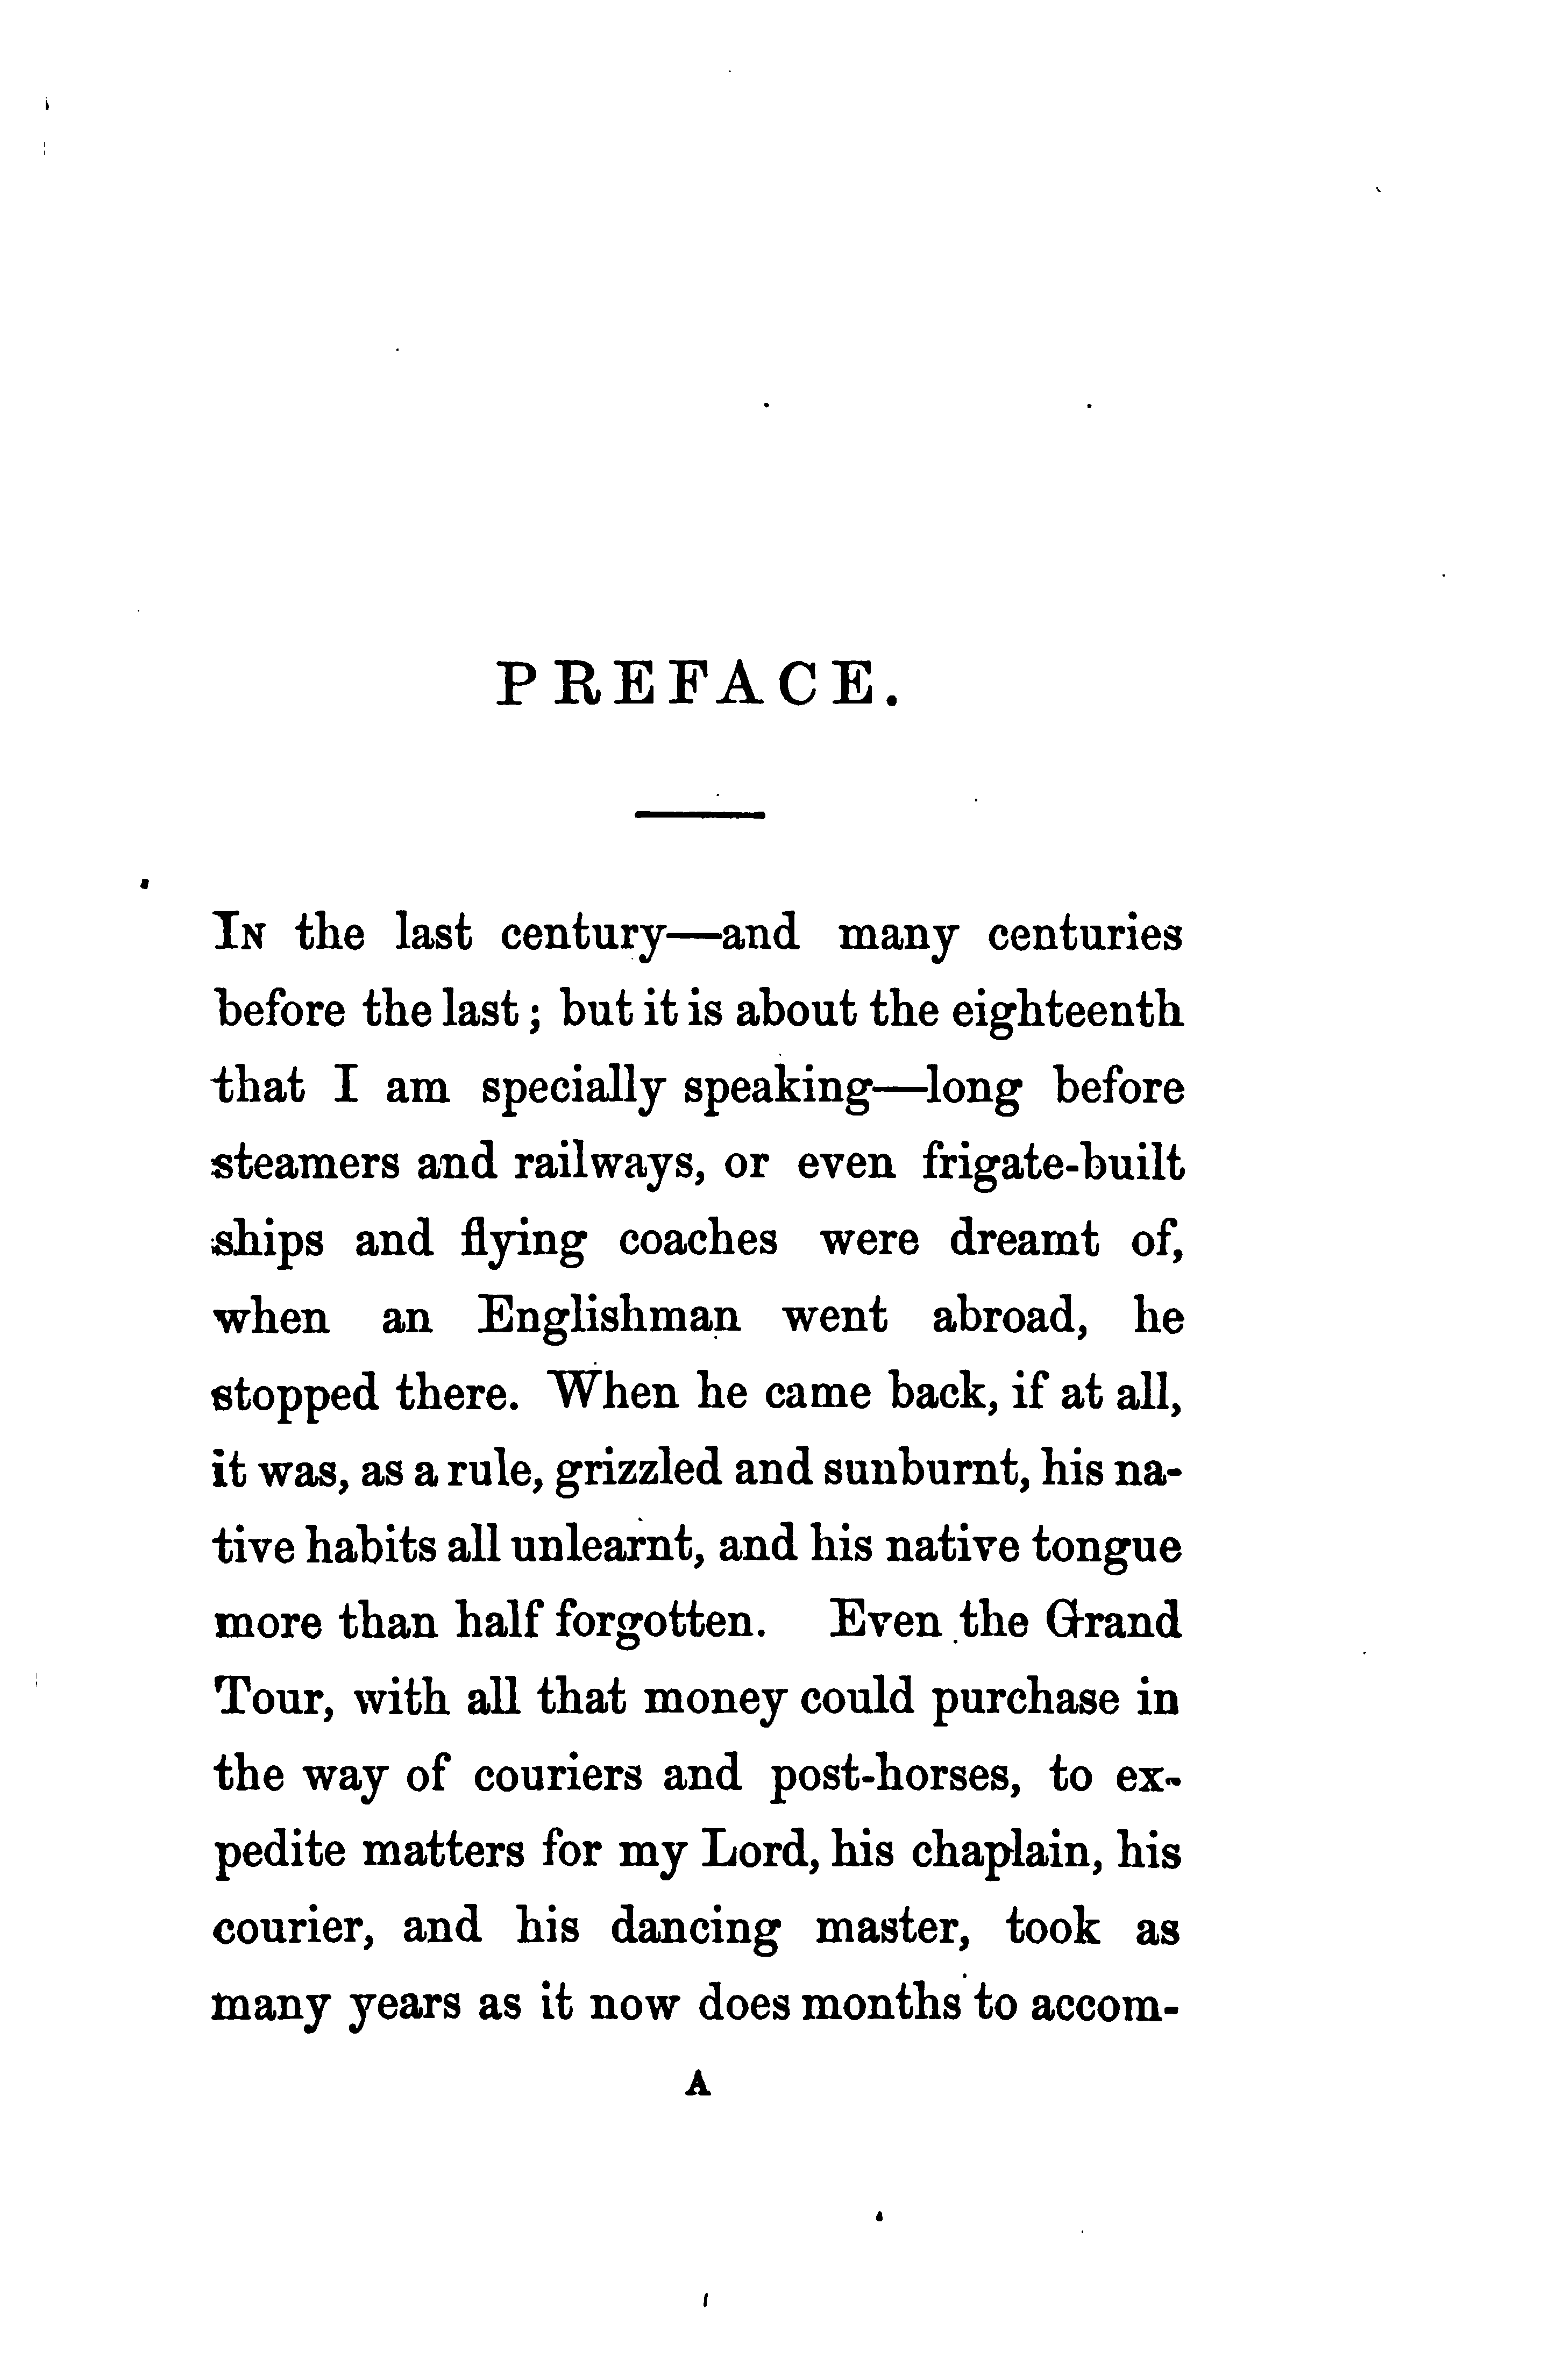 PREFACE.
In the last century—and many centuries
before the last; but it is about the eighteenth
that I am specially speaking—long before
steamers and railways, or even frigate-built
ships and flying coaches were dreamt of,
when an Englishman went abroad, he
stopped there. When he came back, if at all,
it was, as a rule, grizzled and sunburnt, his na-
tive habits all unlearnt, and his native tongue
more than half forgotten. Even the Grand
Tour, with all that money could purchase in
the way of couriers and post-horses, to ex-
pedite matters for my Lord, his chaplain, his
courier, and his dancing master, took as
many years as it now does months to accom-
A